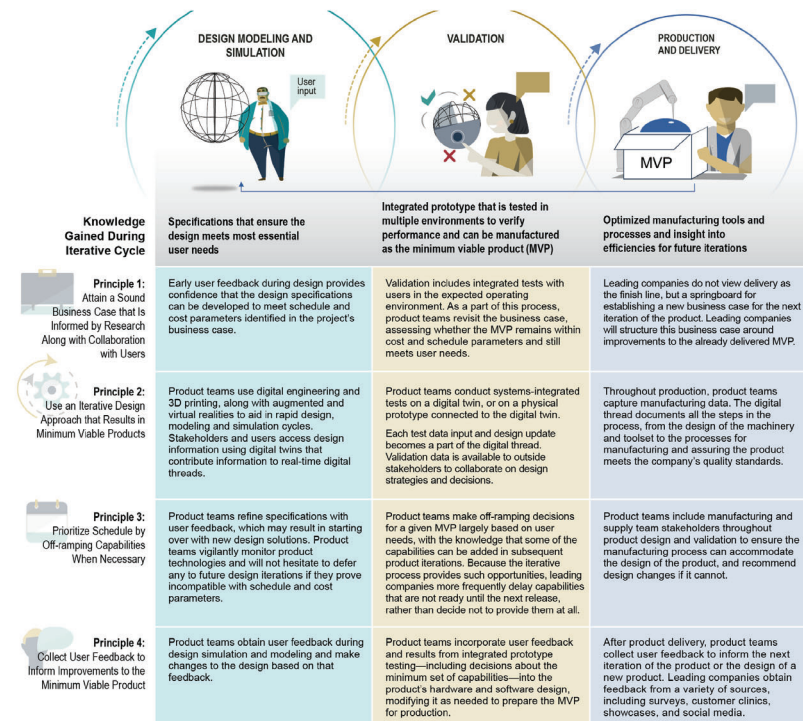 DESIGN MODELING AND
SIMULATION
VALIDATION
PRODUCTION
AND DELIVERY
User
input
MVP
Knowledge
Gained During
Iterative Cycle
Specifications that ensure the
design meets most essential
user needs
Integrated prototype that is tested in
multiple environments to verify
performance and can be manufactured
as the minimum viable product (MVP)
Optimized manufacturing tools and
processes and insight into
efficiencies for future iterations
Principle 1:
Attain a Sound
Business Case that Is
Informed by Research
Along with Collaboration
with Users
Early user feedback during design provides
confidence that the design specifications
can be developed to meet schedule and
cost parameters identified in the project's
business case.
Validation includes integrated tests with
users in the expected operating
environment. As a part of this process,
product teams revisit the business case,
assessing whether the MVP remains within
cost and schedule parameters and still
meets user needs.
Leading companies do not view delivery as
the finish line, but a springboard for
establishing a new business case for the next
iteration of the product. Leading companies
will structure this business case around
improvements to the already delivered MVP.
Principle 2:
Use an Iterative Design
Approach that Results in
Minimum Viable Products
Product teams use digital engineering and
3D printing, along with augmented and
virtual realities to aid in rapid design,
modeling and simulation cycles.
Stakeholders and users access design
information using digital twins that
contribute information to real-time digital
threads.
Product teams conduct systems-integrated
tests on a digital twin, or on a physical
prototype connected to the digital twin.
Each test data input and design update
becomes a part of the digital thread.
Validation data is available to outside
stakeholders to collaborate on design
strategies and decisions.
Throughout production, product teams
capture manufacturing data. The digital
thread documents all the steps in the
process, from the design of the machinery
and toolset to the processes for
manufacturing and assuring the product
meets the company's quality standards.
Principle 3:
Prioritize Schedule by
Off-ramping Capabilities
When Necessary
Product teams refine specifications with
user feedback, which may result in starting
over with new design solutions. Product
teams vigilantly monitor product
technologies and will not hesitate to defer
any to future design iterations if they prove
incompatible with schedule and cost
parameters.
Product teams make off-ramping decisions
for a given MVP largely based on user
needs, with the knowledge that some of the
capabilities can be added in subsequent
product iterations. Because the iterative
process provides such opportunities, leading
companies more frequently delay capabilities
that are not ready until the next release,
rather than decide not to provide them at all.
Product teams include manufacturing and
supply team stakeholders throughout
product design and validation to ensure the
manufacturing process can accommodate
the design of the product, and recommend
design changes if it cannot.
Principle 4:
Collect User Feedback to
Inform Improvements to the
Minimum Viable Product
Product teams obtain user feedback during
design simulation and modeling and make
changes to the design based on that
feedback.
Product teams incorporate user feedback
and results from integrated prototype
testing—including decisions about the
minimum set of capabilities—into the
product's hardware and software design,
modifying it as needed to prepare the MVP
for production.
After product delivery, product teams
collect user feedback to inform the next
iteration of the product or the design of a
new product. Leading companies obtain
feedback from a variety of sources,
including surveys, customer clinics,
showcases, and social media.